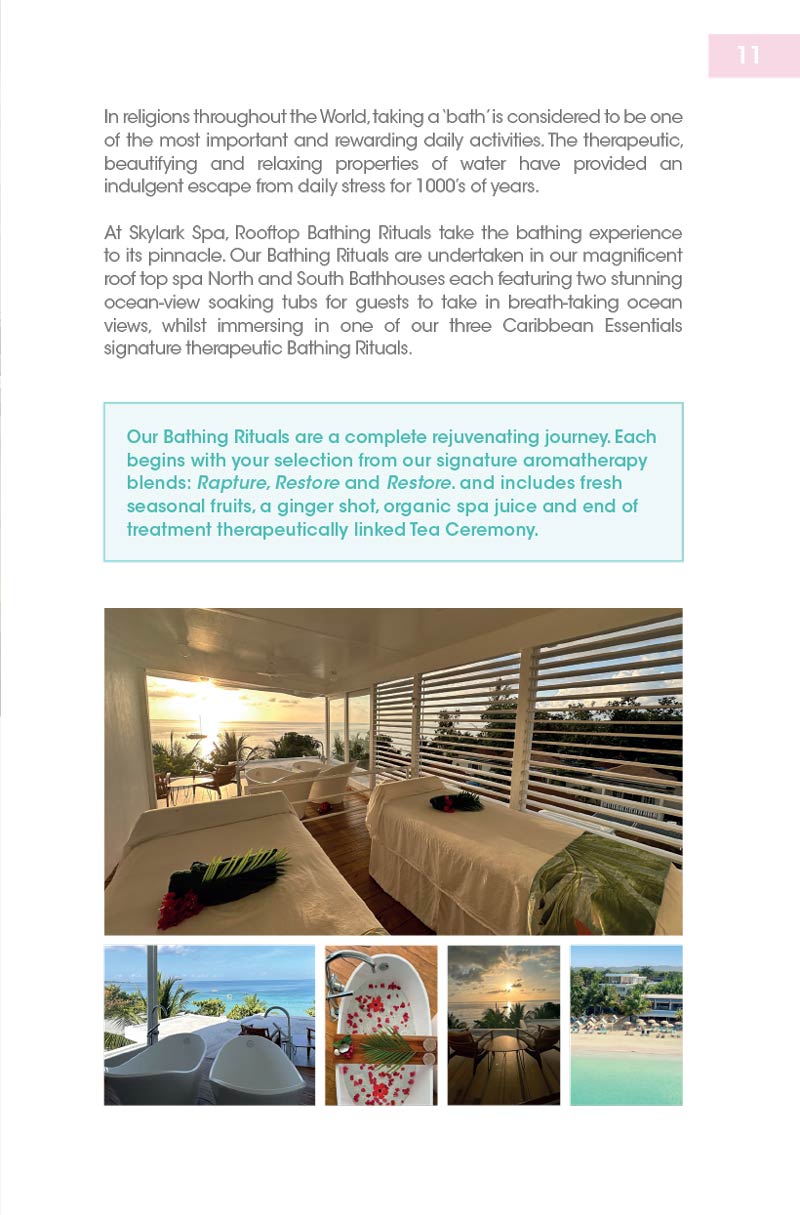 11
In religions throughout the World, taking a ‘bath’ is considered to be one
of the most important and rewarding daily activities. The therapeutic,
beautifying and relaxing properties of water have provided an
indulgent escape from daily stress for 1000’s of years.
At Skylark Spa, Rooftop Bathing Rituals take the bathing experience
to its pinnacle. Our Bathing Rituals are undertaken in our magnificent
roof top spa North and South Bathhouses each featuring two stunning
ocean-view soaking tubs for guests to take in breath-taking ocean
views, whilst immersing in one of our three Caribbean Essentials
signature therapeutic Bathing Rituals.
Our Bathing Rituals are a complete rejuvenating journey. Each
begins with your selection from our signature aromatherapy
blends: Rapture, Restore and Restore. and includes fresh
seasonal fruits, a ginger shot, organic spa juice and end of
treatment therapeutically linked Tea Ceremony.